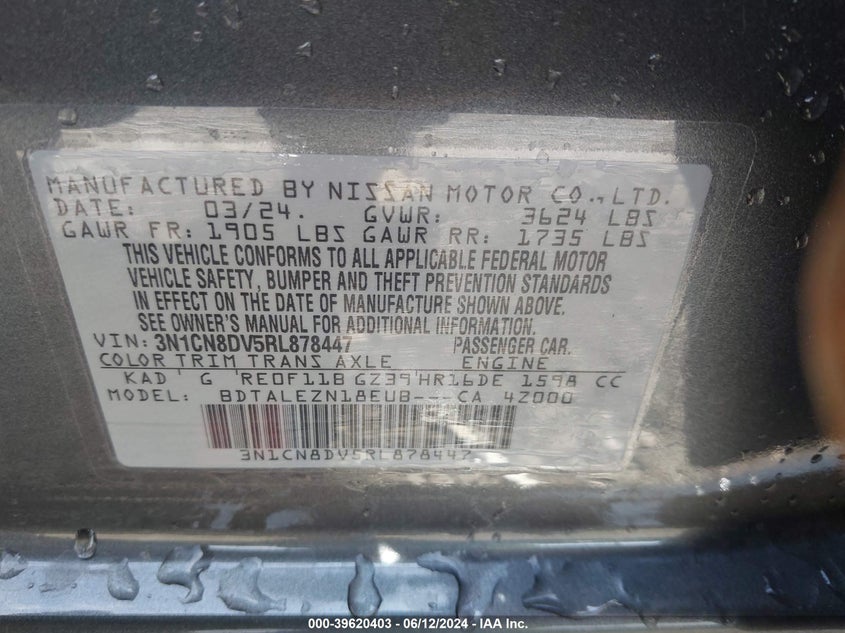 MANUFACTURED BY NISSAN MOTOR CO., LTD.
DATE: 03/24. GVWR: 3624 LBS
GAWR FR: 1905 LBS GAWR RR: 1735 LBS
THIS VEHICLE CONFORMS TO ALL APPLICABLE FEDERAL MOTOR
VEHICLE SAFETY, BUMPER AND THEFT PREVENTION STANDARDS
IN EFFECT ON THE DATE OF MANUFACTURE SHOWN ABOVE.
SEE OWNER'S MANUAL FOR ADDITIONAL INFORMATION.
VIN: 3N1CN8DV5RL878447 PASSENGER CAR.
COLOR TRIM TRANS AXLE ENGINE
KAD ' G 'RE0F11B GZ39'HR16DE 1598 CC
MODEL: BDTALEZN18EUB---CA 4Z000
3N1CN8DV5RL878447
000-39620403 - 06/12/2024 - IAA Inc.